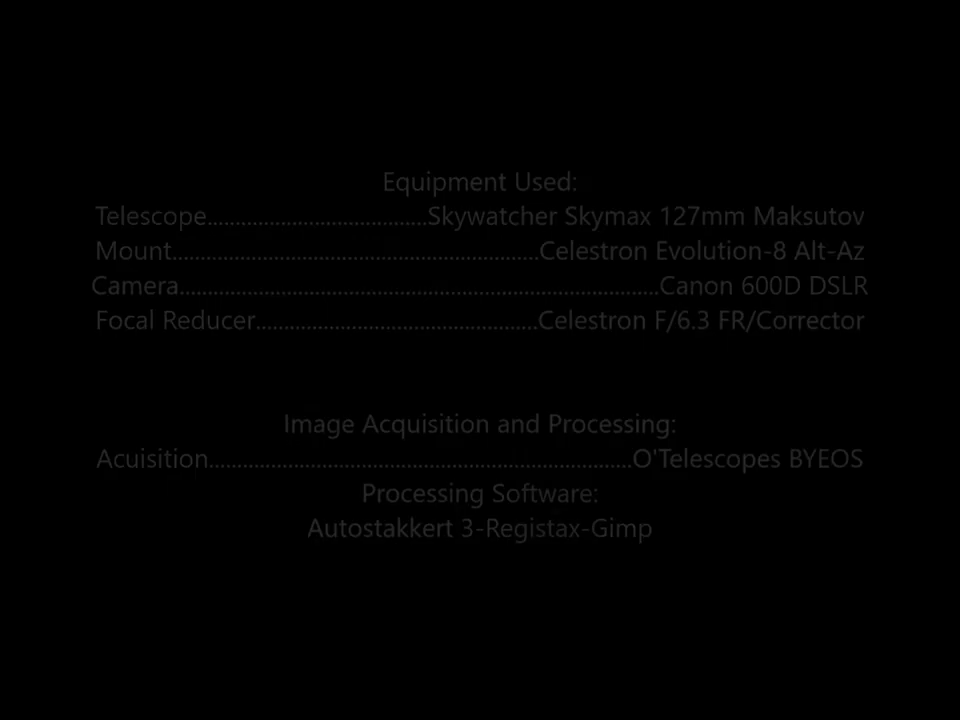 Equipment Used:
Telescope.......................................Skywatcher Skymax 127mm Maksutov
Mount.................................................................Celestron Evolution-8 Alt-Az
Camera.....................................................................................Canon 600D DSLR
Focal Reducer..................................................Celestron F/6.3 FR/Corrector
Image Acquisition and Processing:
Acuisition...........................................................................O'Telescopes BYEOS
Processing Software:
Autostakkert 3-Registax-Gimp